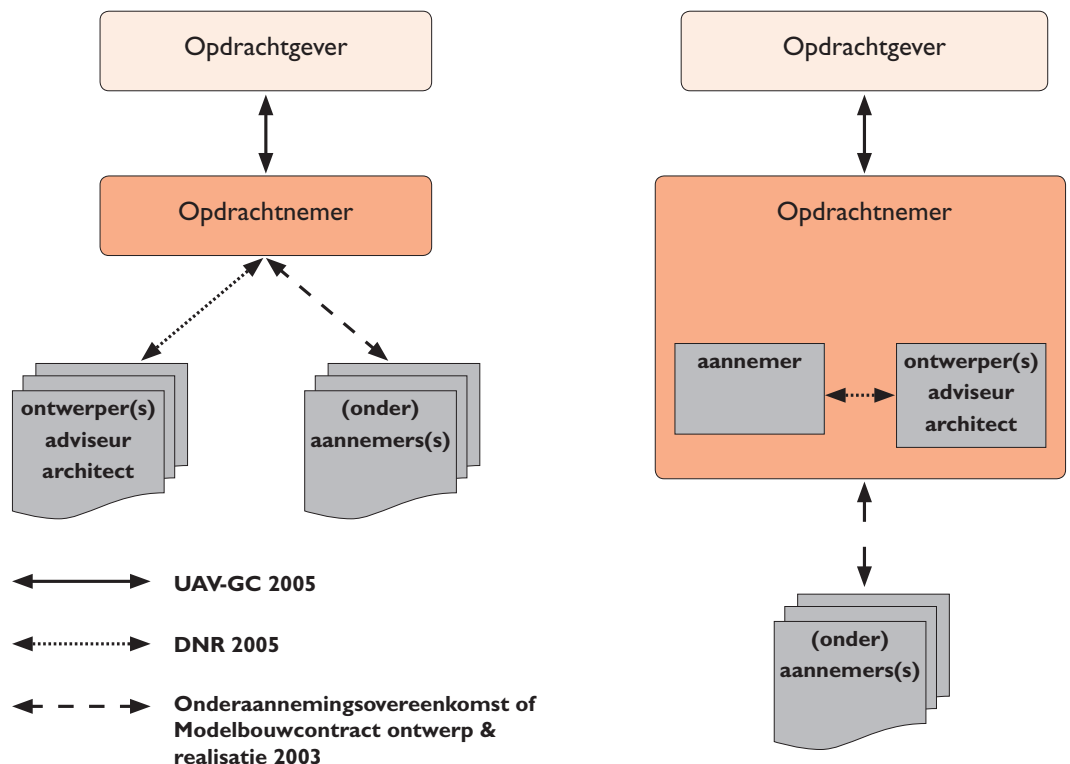 Opdrachtgever
Opdrachtnemer
ontwerper(s)
adviseur
architect
(onder)
aannemers(s)
UAV-GC 2005
DNR 2005
Onderaannemingsovereenkomst of
Modelbouwcontract ontwerp &
realisatie 2003
Opdrachtgever
Opdrachtnemer
aannemer
ontwerper(s)
adviseur
architect
(onder)
aannemers(s)